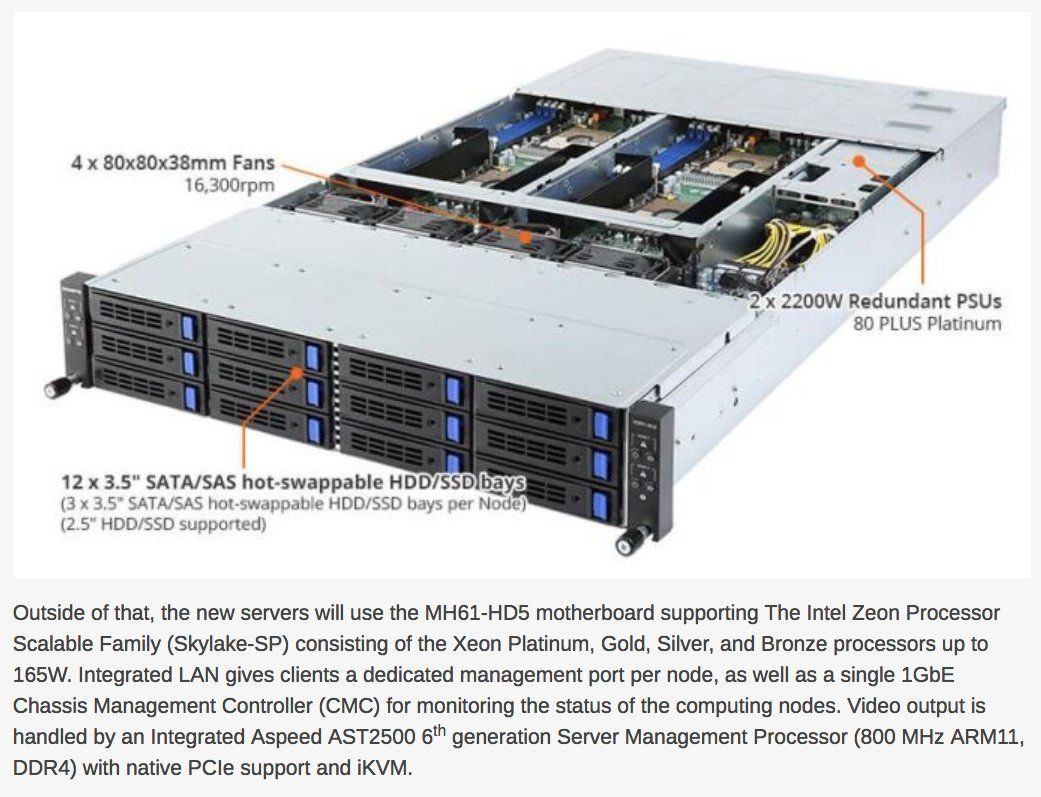 4 x 80x80x38mm Fans
16,300rpm
2 x 2200W Redundant PSUs
80 PLUS Platinum
12 x 3.5" SATA/SAS hot-swappable HDD/SSD bays
(3 x 3.5" SATA/SAS hot-swappable HDD/SSD bays per Node)
(2.5" HDD/SSD supported)
Outside of that, the new servers will use the MH61-HD5 motherboard supporting The Intel Zeon Processor
Scalable Family (Skylake-SP) consisting of the Xeon Platinum, Gold, Silver, and Bronze processors up to
165W. Integrated LAN gives clients a dedicated management port per node, as well as a single 1GbE
Chassis Management Controller (CMC) for monitoring the status of the computing nodes. Video output is
handled by an Integrated Aspeed AST2500 6th generation Server Management Processor (800 MHz ARM11,
DDR4) with native PCIe support and iKVM.